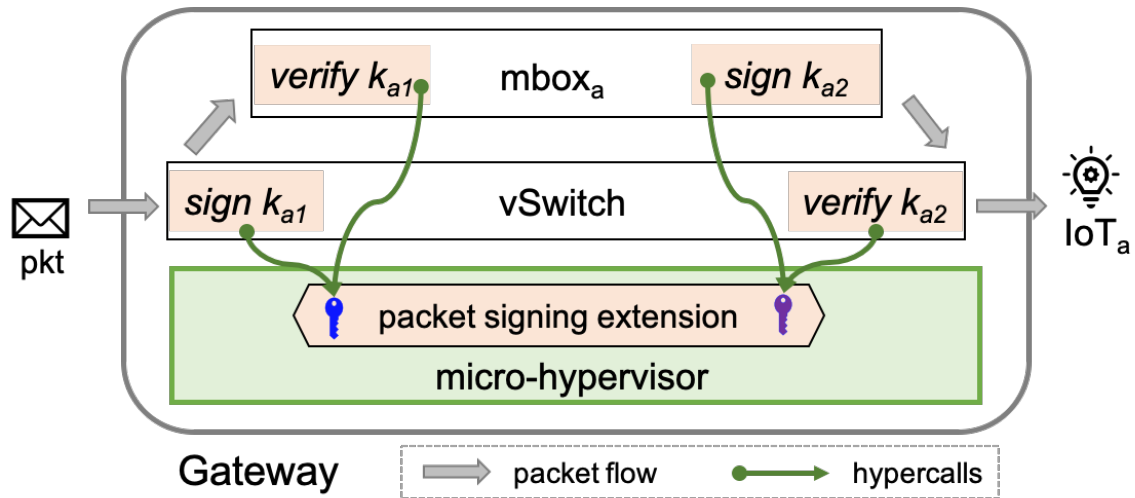 verify ka1
mboxa
sign ka2
sign ka1
vSwitch
verify ka2
pkt
IoTa
packet signing extension
micro-hypervisor
Gateway
packet flow
hypercalls